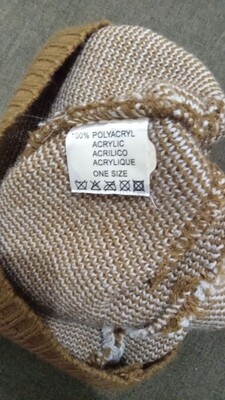 100% POLYACRYL
ACRYLIC
ACRILICO
ACRYLIQUE
ONE SIZE